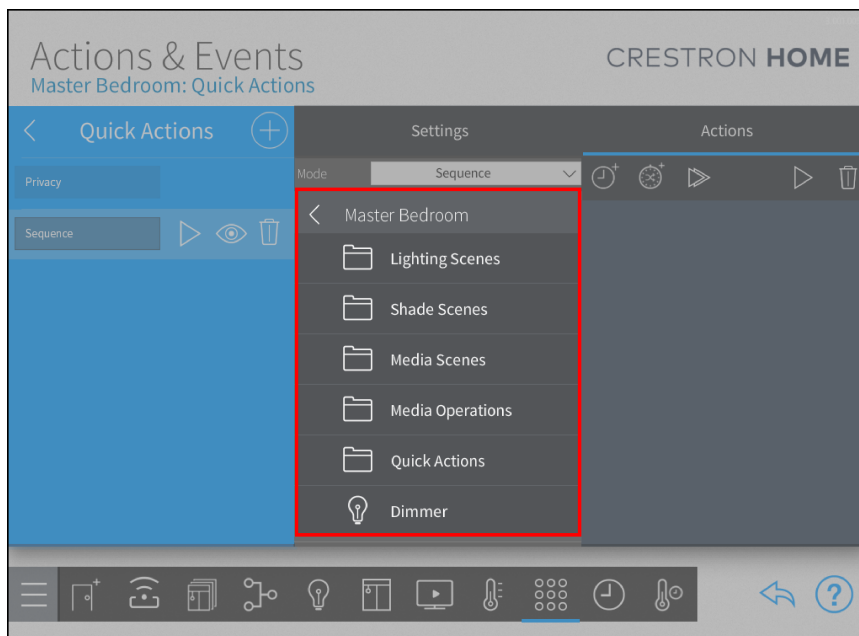 Actions & Events
CRESTRON HOME
Master Bedroom: Quick Actions
Quick Actions
Settings
Actions
Privacy
Mode
Sequence
Sequence
Master Bedroom
Lighting Scenes
Shade Scenes
Media Scenes
Media Operations
Quick Actions
Dimmer
?